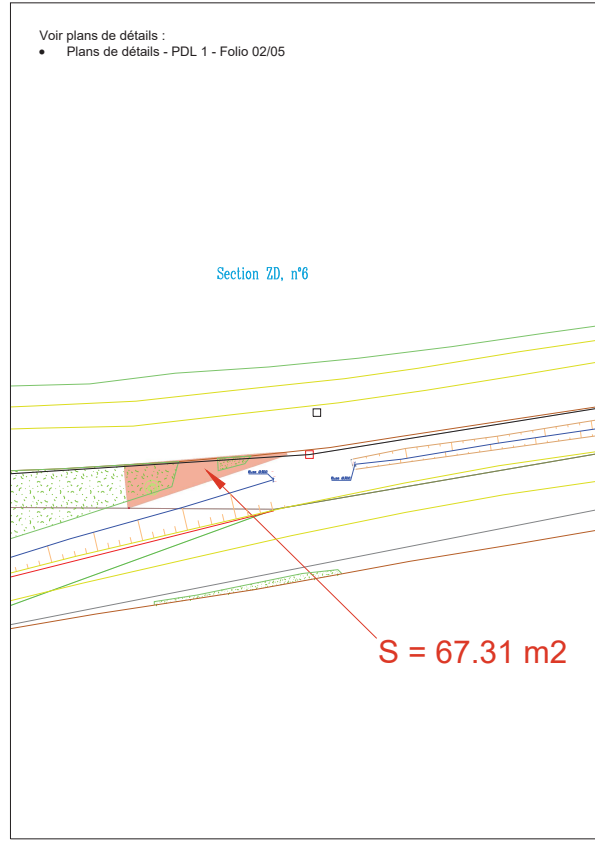 Voir plans de détails :
• Plans de détails - PDL 1 - Folio 02/05
Section ZD, n°6
S = 67.31 m2